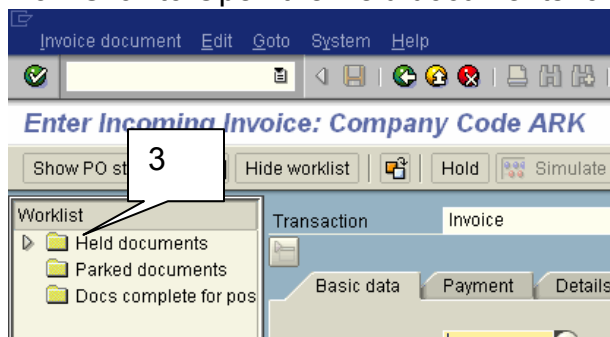 Invoice document Edit Goto System Help
Enter Incoming Invoice: Company Code ARK
Show PO st Hide worklist Hold Simulate
3
Worklist
Transaction Invoice
Held documents
Parked documents
Basic data Payment Details
Docs complete for pos